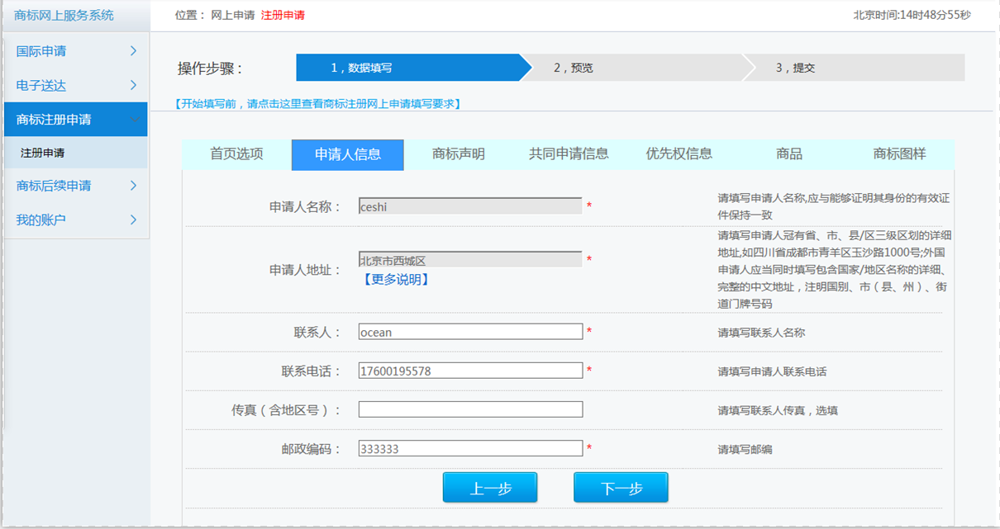 商标网上服务系统
位置： 网上申请 注册申请
北京时间:14时48分55秒
国际申请
电子送达
商标注册申请
注册申请
商标后续申请
我的账户
操作步骤：
1，数据填写
2，预览
3，提交
【开始填写前，请点击这里查看商标注册网上申请填写要求】
首页选项
申请人信息
商标声明
共同申请信息
优先权信息
商品
商标图样
申请人名称：
ceshi
*
请填写申请人名称,应与能够证明其身份的有效证
件保持一致
申请人地址：
北京市西城区
*
【更多说明】
请填写申请人冠有省、市、县/区三级区划的详细
地址,如四川省成都市青羊区玉沙路1000号;外国
申请人应当同时填写包含国家/地区名称的详细、
完整的中文地址，注明国别、市（县、州）、街
道门牌号码
联系人：
ocean
*
请填写联系人名称
联系电话：
17600195578
*
请填写申请人联系电话
传真（含地区号）：
请填写联系人传真，选填
邮政编码：
333333
*
请填写邮编
上一步
下一步